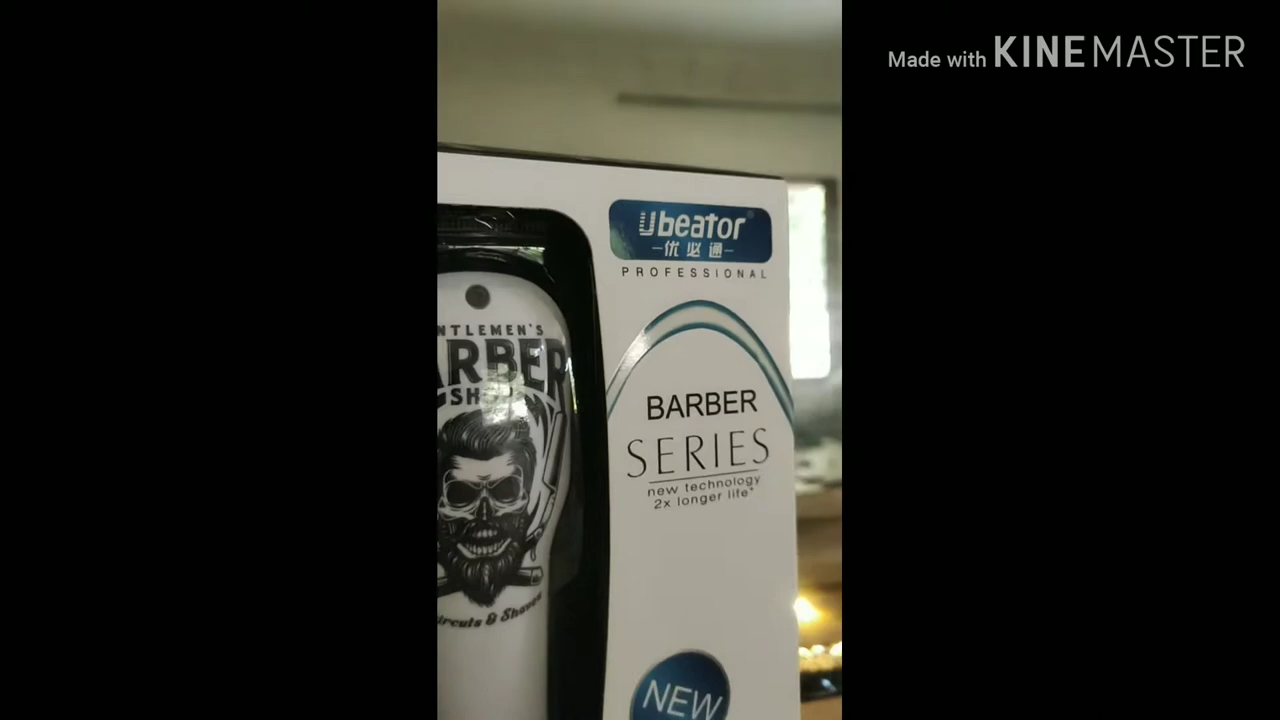 Made with KINEMASTER
Ubeator®
—优必通—
PROFESSIONAL
NTLEMEN'S
ARBER
SHOP
ircuts & Shaves
BARBER
SERIES
new technology
2x longer life*
NEW